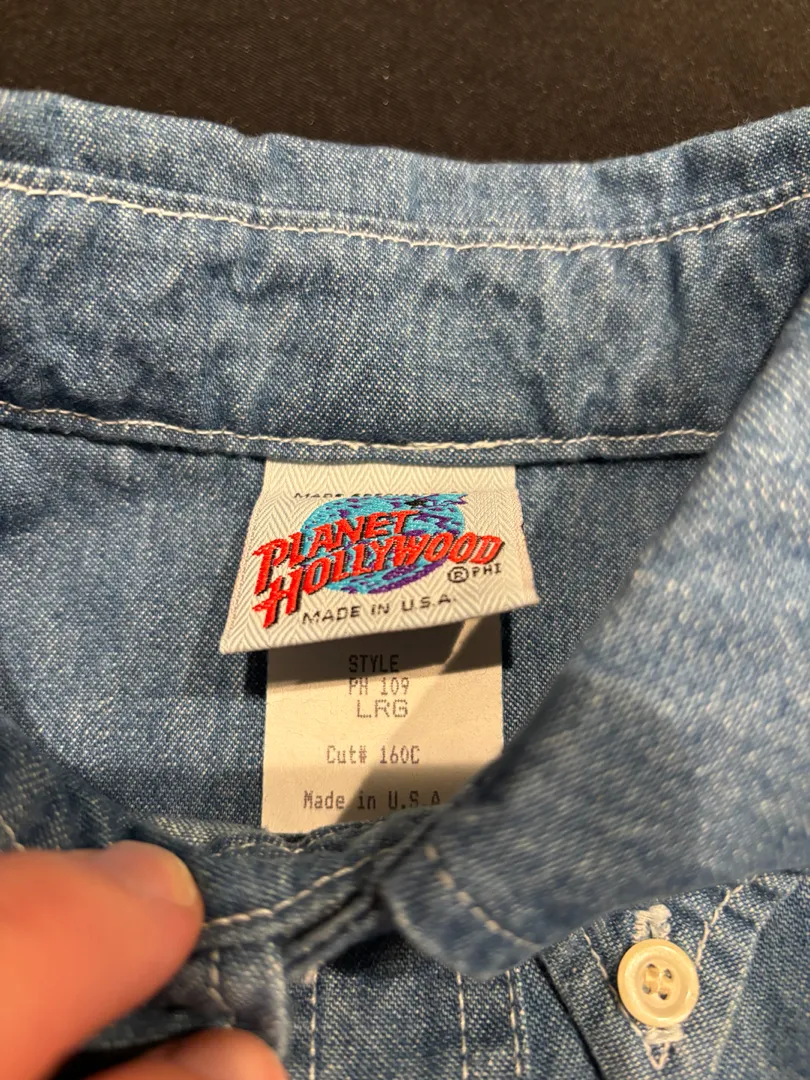 PLANET
HOLLYWOOD
® PHI
MADE IN U.S.A.
STYLE
PH 109
LRG
Cut# 160C
Made in U.S.A